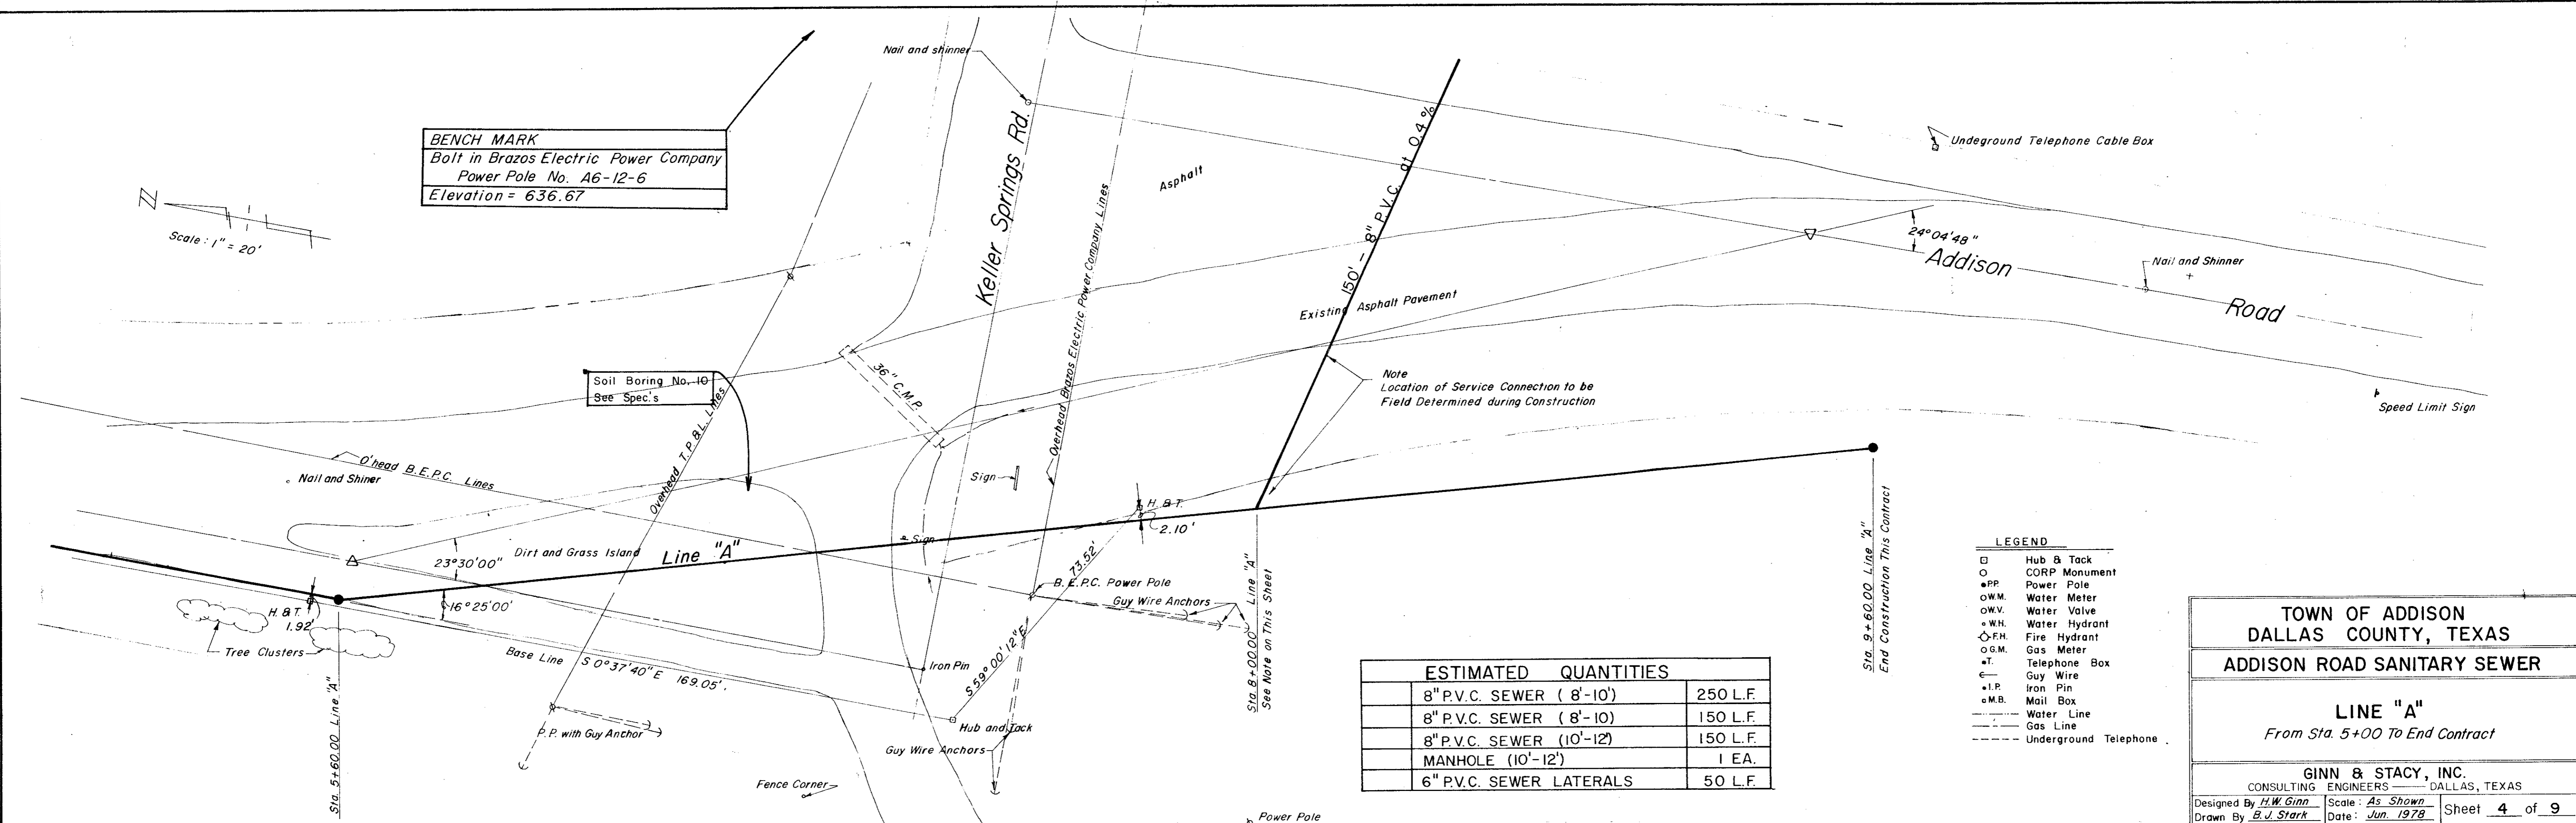 Nail and shinner
BENCH MARK
Bolt in Brazos Electric Power Company
Power Pole No. A6-12-6
Elevation = 636.67
N
Scale: 1" = 20'
Keller Springs Rd.
Overhead Brazos Electric Power Company Lines
Asphalt
150' - 8" P.V.C. at 0.4%
Undeground Telephone Cable Box
24°04'48"
Addison
Road
Nail and Shinner
Existing Asphalt Pavement
Note
Location of Service Connection to be
Field Determined during Construction
Speed Limit Sign
Soil Boring No. 10
See Spec's
Overhead T.P.&L. Lines
36" C.M.P.
O'head B.E.P.C. Lines
Nail and Shiner
Sign
H. & T.
2.10'
Sign
23°30'00"
Dirt and Grass Island
Line "A"
73.52'
B.E.P.C. Power Pole
Guy Wire Anchors
16°25'00'
H. & T.
1.92'
Tree Clusters
Base Line S 0°37'40" E 169.05'.
Iron Pin
S 59°00'12" E
Hub and Tack
Guy Wire Anchors
P.P. with Guy Anchor
Fence Corner
Power Pole
Sta. 5+60.00 Line "A"
Sta. 8+00.00 Line "A"
See Note on This Sheet
Sta. 9+60.00 Line "A"
End Construction This Contract
ESTIMATED QUANTITIES
8" P.V.C. SEWER ( 8'-10') 250 L.F.
8" P.V.C. SEWER ( 8'-10) 150 L.F.
8" P.V.C. SEWER (10'-12') 150 L.F.
MANHOLE (10'-12') 1 EA.
6" P.V.C. SEWER LATERALS 50 L.F.
LEGEND
Hub & Tack
CORP Monument
P.P. Power Pole
W.M. Water Meter
W.V. Water Valve
W.H. Water Hydrant
F.H. Fire Hydrant
G.M. Gas Meter
T. Telephone Box
Guy Wire
I.P. Iron Pin
M.B. Mail Box
Water Line
Gas Line
Underground Telephone
TOWN OF ADDISON
DALLAS COUNTY, TEXAS
ADDISON ROAD SANITARY SEWER
LINE "A"
From Sta. 5+00 To End Contract
GINN & STACY, INC.
CONSULTING ENGINEERS — DALLAS, TEXAS
Designed By H.W. Ginn Scale: As Shown
Drawn By B.J. Stark Date: Jun. 1978
Sheet 4 of 9